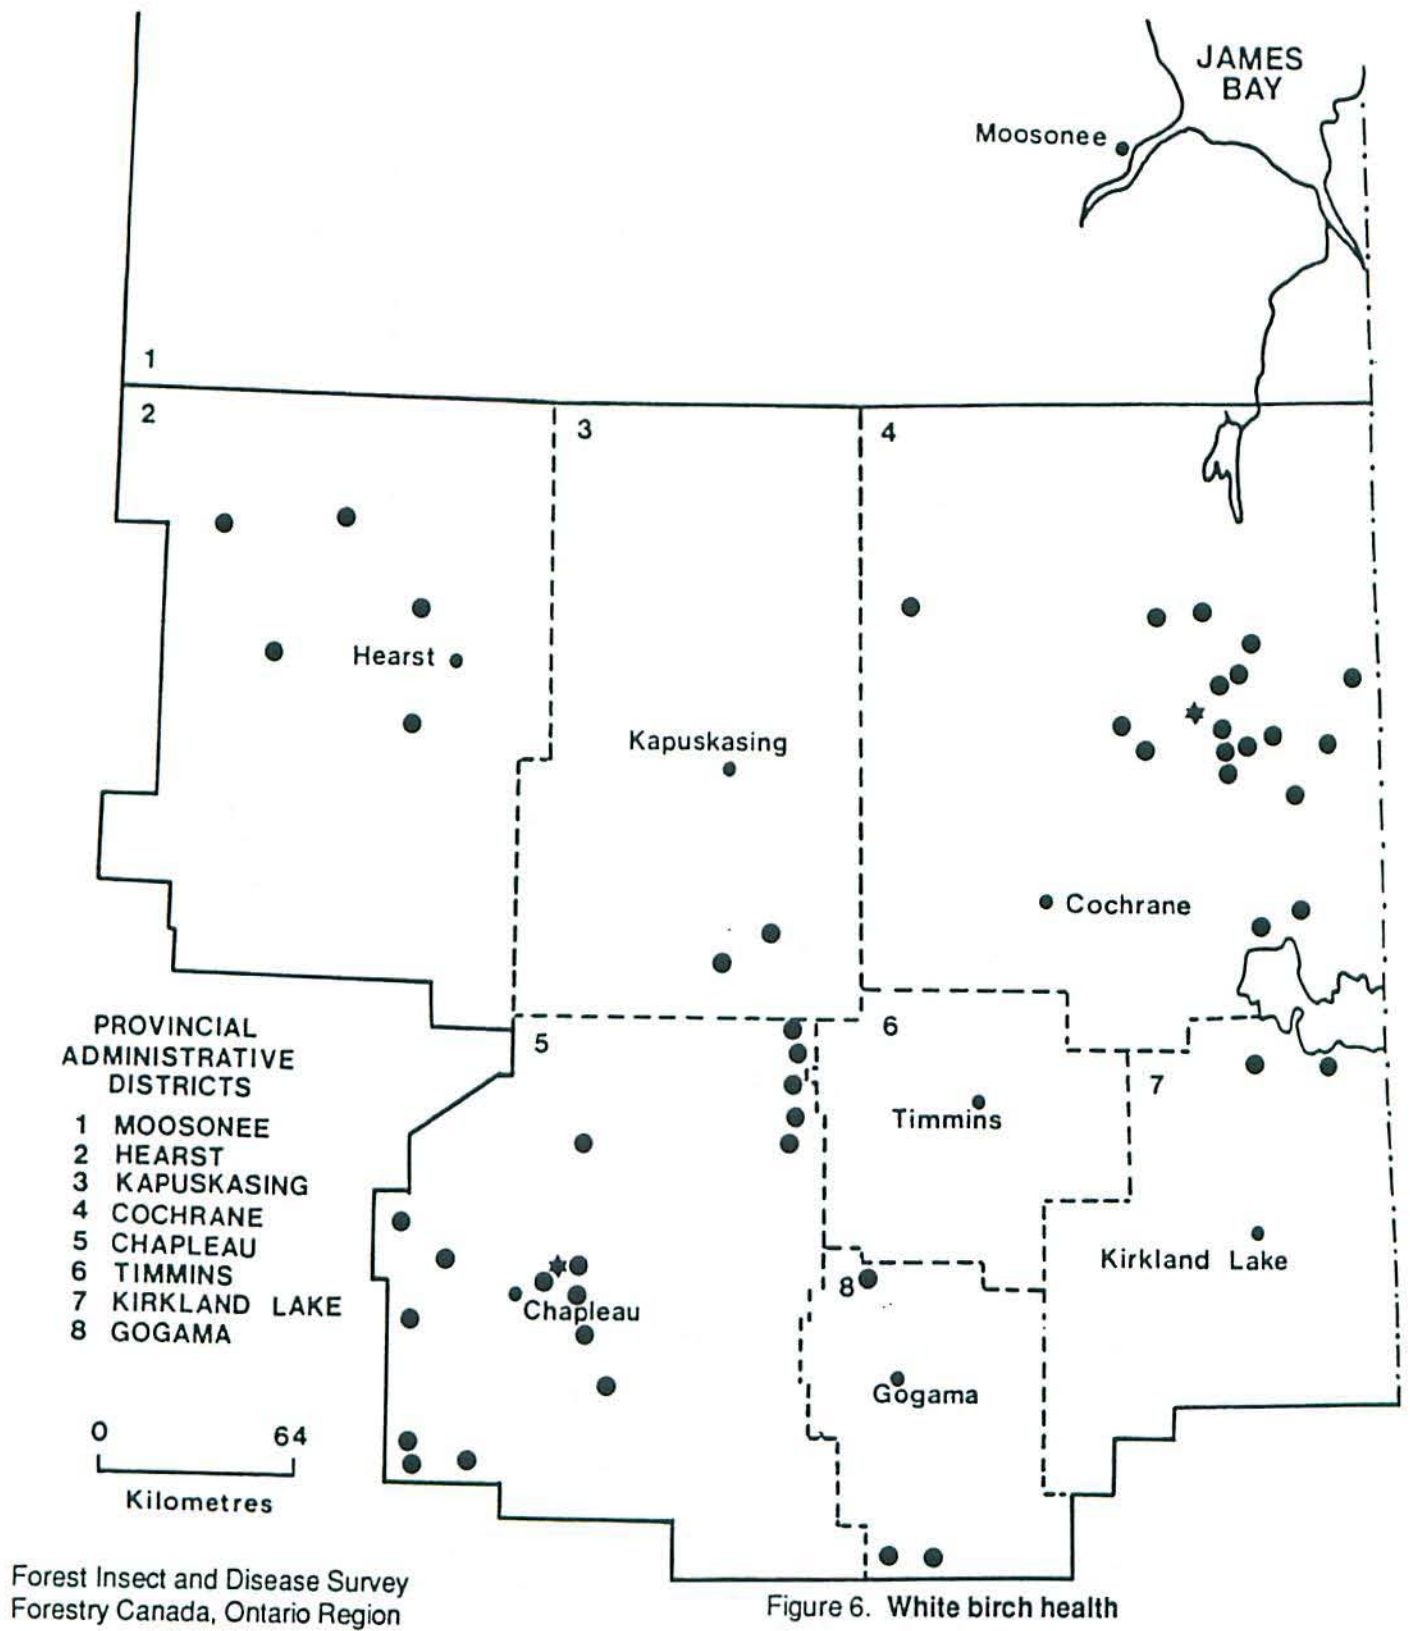 JAMES
BAY
Moosonee
1
2
3
4
Hearst
Kapuskasing
Cochrane
5
6
7
Timmins
Kirkland Lake
8
Chapleau
Gogama
PROVINCIAL
ADMINISTRATIVE
DISTRICTS
1 MOOSONEE
2 HEARST
3 KAPUSKASING
4 COCHRANE
5 CHAPLEAU
6 TIMMINS
7 KIRKLAND LAKE
8 GOGAMA
0 64
Kilometres
Forest Insect and Disease Survey
Forestry Canada, Ontario Region
Figure 6. White birch health